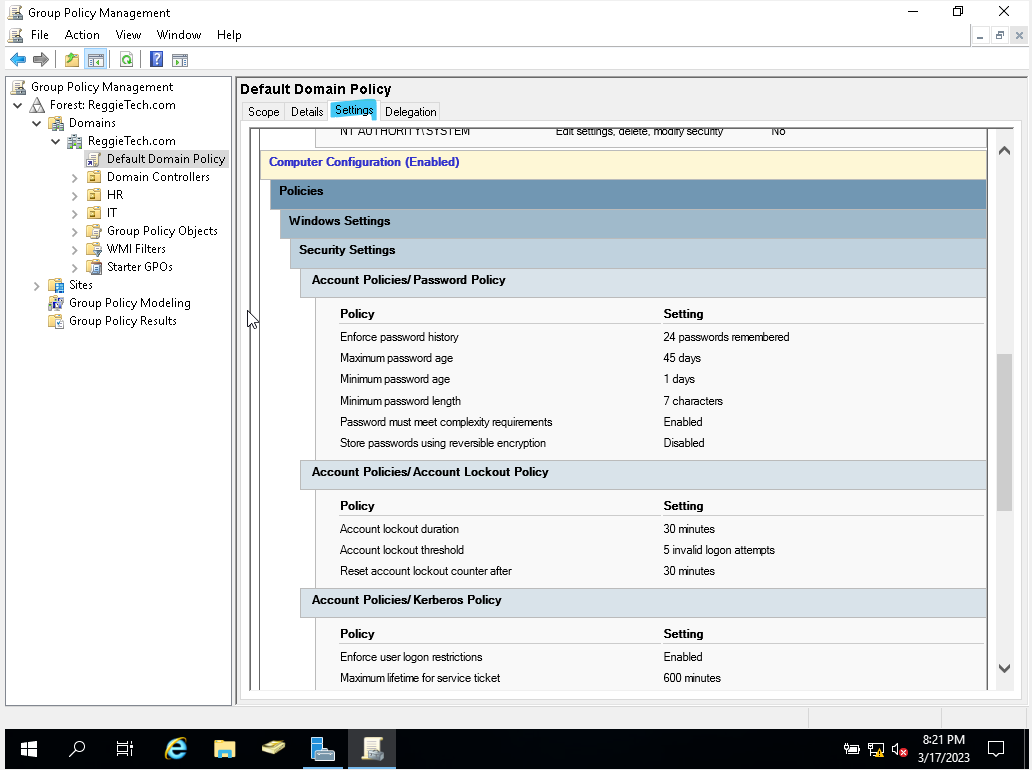 Group Policy Management
File Action View Window Help
Group Policy Management
Forest: ReggieTech.com
Domains
ReggieTech.com
Default Domain Policy
Domain Controllers
HR
IT
Group Policy Objects
WMI Filters
Starter GPOs
Sites
Group Policy Modeling
Group Policy Results
Default Domain Policy
Scope Details Settings Delegation
NT AUTHORITY\SYSTEM Edit settings, delete, modify security No
Computer Configuration (Enabled)
Policies
Windows Settings
Security Settings
Account Policies/Password Policy
Policy Setting
Enforce password history 24 passwords remembered
Maximum password age 45 days
Minimum password age 1 days
Minimum password length 7 characters
Password must meet complexity requirements Enabled
Store passwords using reversible encryption Disabled
Account Policies/Account Lockout Policy
Policy Setting
Account lockout duration 30 minutes
Account lockout threshold 5 invalid logon attempts
Reset account lockout counter after 30 minutes
Account Policies/Kerberos Policy
Policy Setting
Enforce user logon restrictions Enabled
Maximum lifetime for service ticket 600 minutes
8:21 PM
3/17/2023